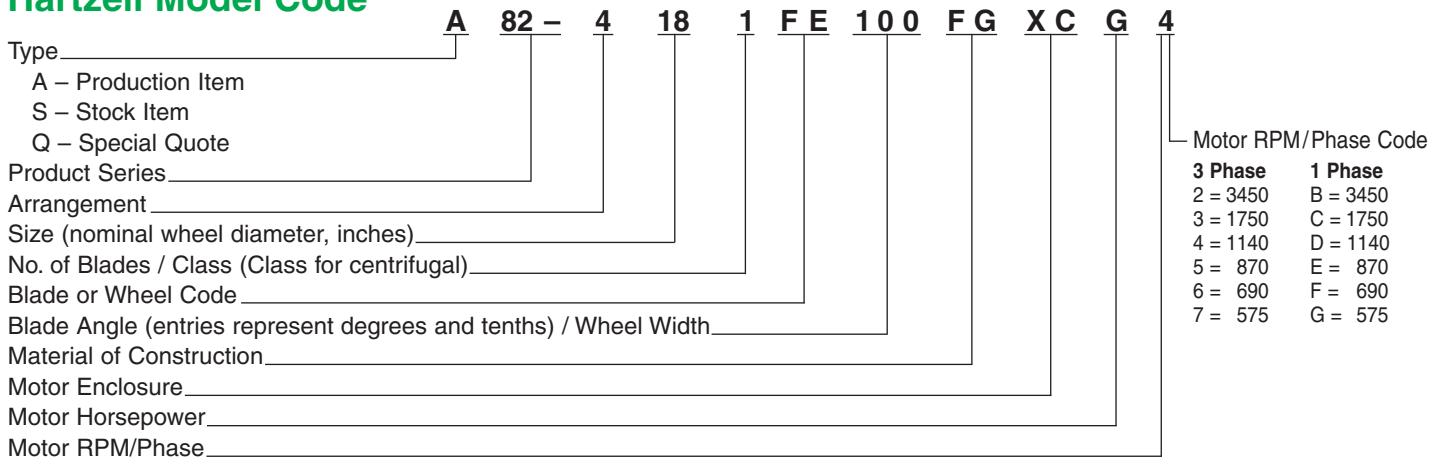 Hartzell Model Code
A 82 – 4 18 1 F E 1 0 0 F G X C G 4
Type
A – Production Item
S – Stock Item
Q – Special Quote
Product Series
Arrangement
Size (nominal wheel diameter, inches)
No. of Blades / Class (Class for centrifugal)
Blade or Wheel Code
Blade Angle (entries represent degrees and tenths) / Wheel Width
Material of Construction
Motor Enclosure
Motor Horsepower
Motor RPM/Phase
Motor RPM/Phase Code
3 Phase 1 Phase
2 = 3450 B = 3450
3 = 1750 C = 1750
4 = 1140 D = 1140
5 = 870 E = 870
6 = 690 F = 690
7 = 575 G = 575